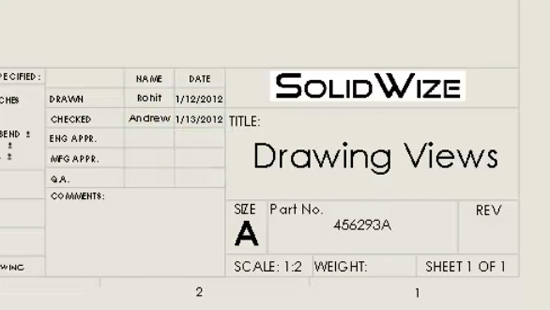 PECIFIED:
NAME DATE
SOLIDWIZE
CHES
DRAWN Rohit 1/12/2012
CHECKED Andrew 1/13/2012
TITLE:
BEND ±
±
±
ENG APPR.
MFG APPR.
Drawing Views
Q.A.
COMMENTS:
SIZE Part No. REV
A 456293A
WING
SCALE: 1:2 WEIGHT: SHEET 1 OF 1
2 1